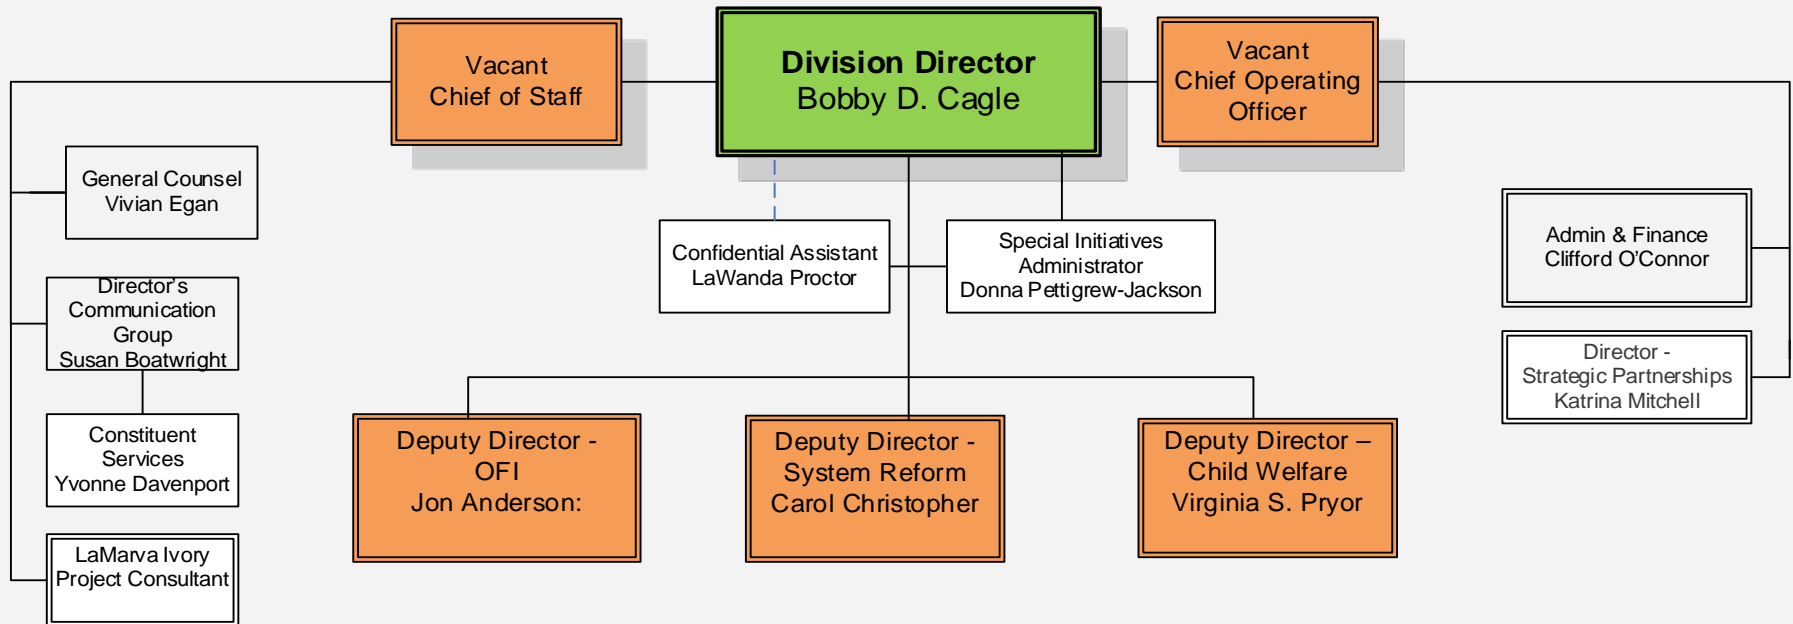 Vacant
Chief of Staff
Division Director
Bobby D. Cagle
Vacant
Chief Operating
Officer
General Counsel
Vivian Egan
Director's
Communication
Group
Susan Boatwright
Constituent
Services
Yvonne Davenport
LaMarva Ivory
Project Consultant
Confidential Assistant
LaWanda Proctor
Special Initiatives
Administrator
Donna Pettigrew-Jackson
Admin & Finance
Clifford O'Connor
Director -
Strategic Partnerships
Katrina Mitchell
Deputy Director -
OFI
Jon Anderson:
Deputy Director -
System Reform
Carol Christopher
Deputy Director –
Child Welfare
Virginia S. Pryor